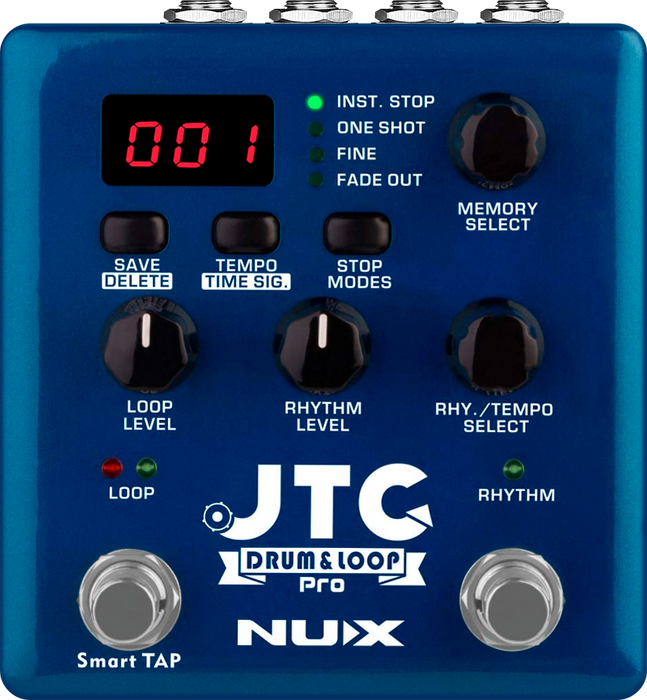 001
INST. STOP
ONE SHOT
FINE
FADE OUT
MEMORY
SELECT
SAVE
DELETE
TEMPO
TIME SIG.
STOP
MODES
LOOP
LEVEL
RHYTHM
LEVEL
RHY./TEMPO
SELECT
LOOP
RHYTHM
JTC
DRUM&LOOP
Pro
NUX
Smart TAP